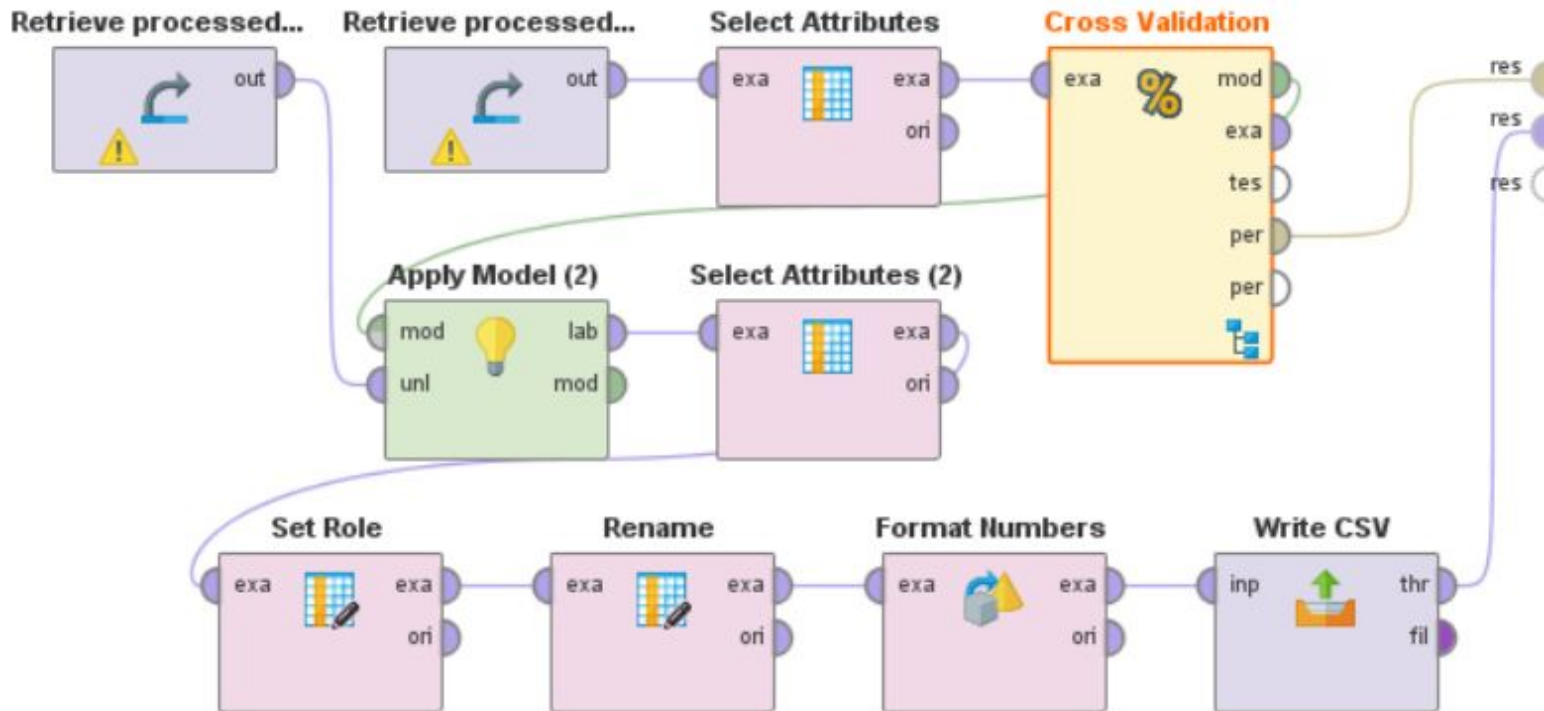 Retrieve processed... Retrieve processed... Select Attributes Cross Validation
out out exa exa exa mod res
ori exa res
tes res
per
per
Apply Model (2) Select Attributes (2)
mod lab exa exa
unl mod ori
Set Role Rename Format Numbers Write CSV
exa exa exa exa exa exa inp thr
ori ori ori fil